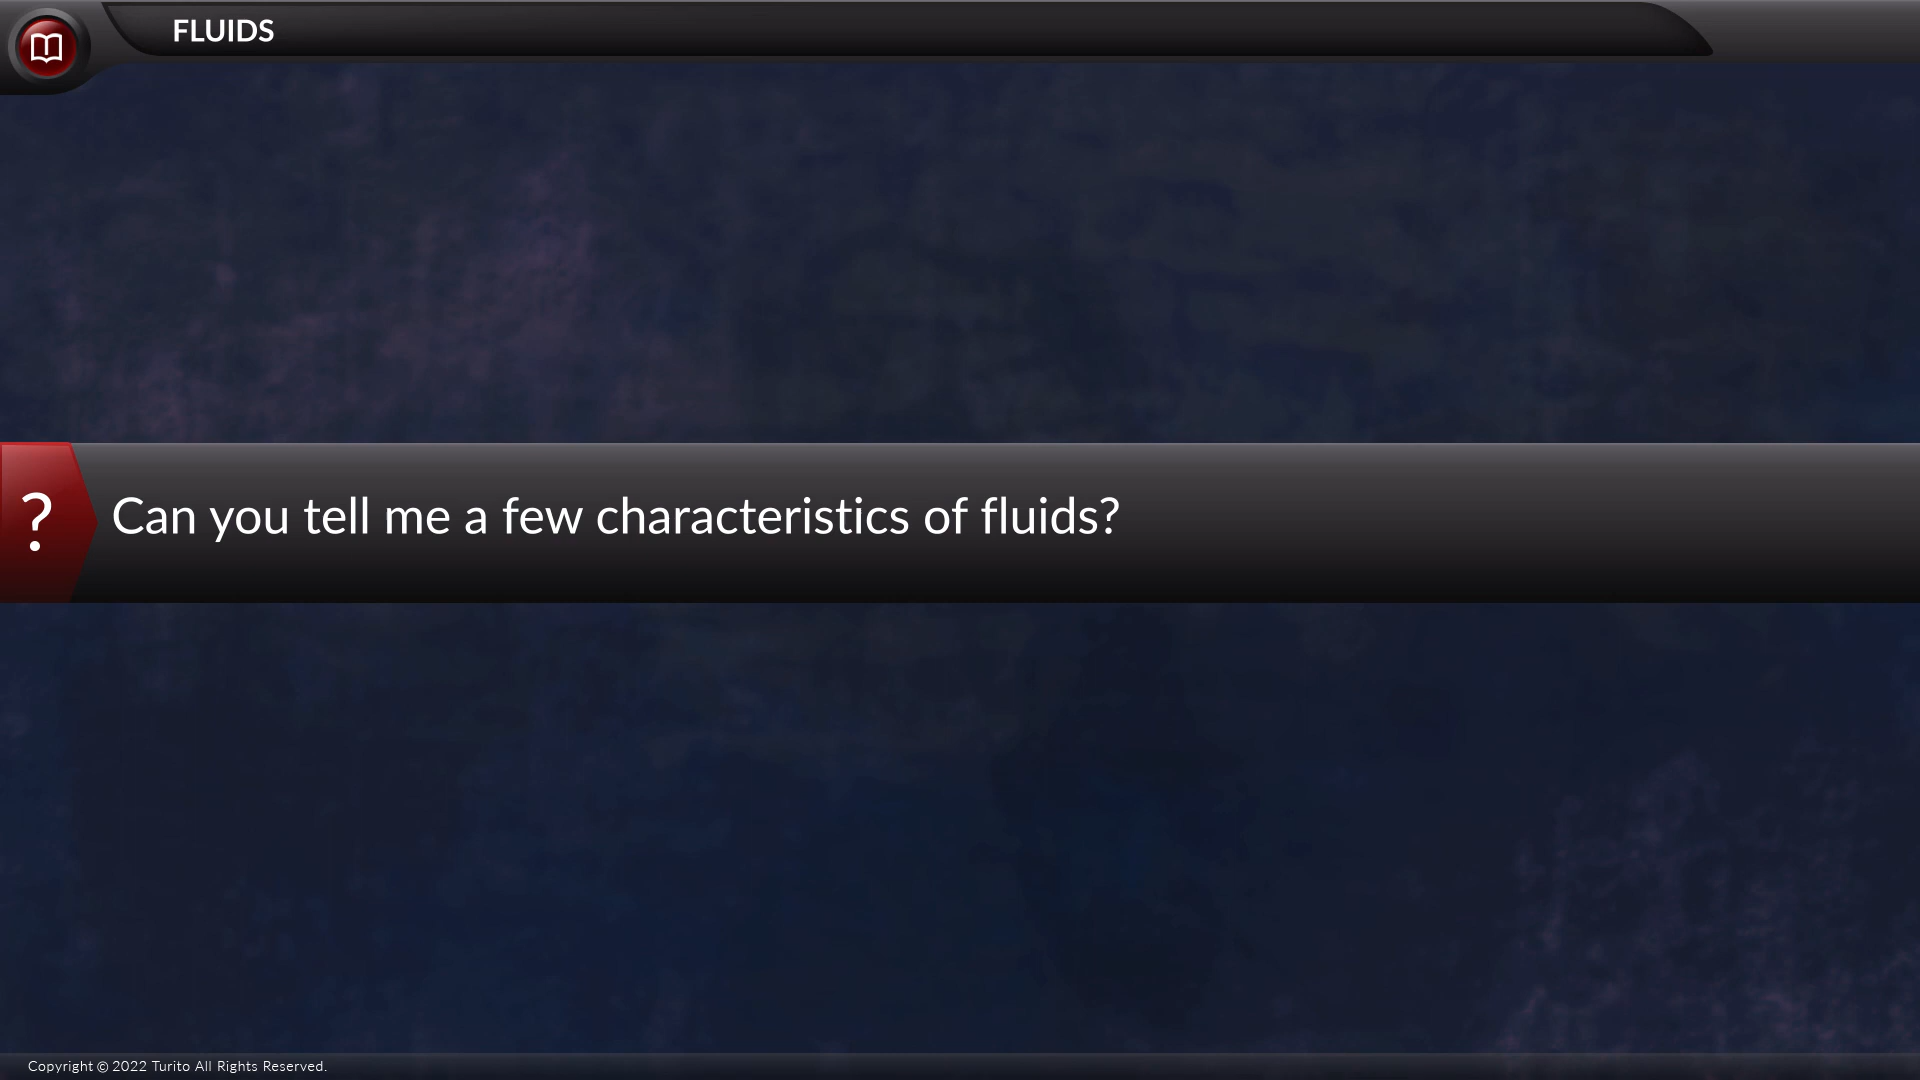 FLUIDS
? Can you tell me a few characteristics of fluids?
Copyright © 2022 Turito All Rights Reserved.